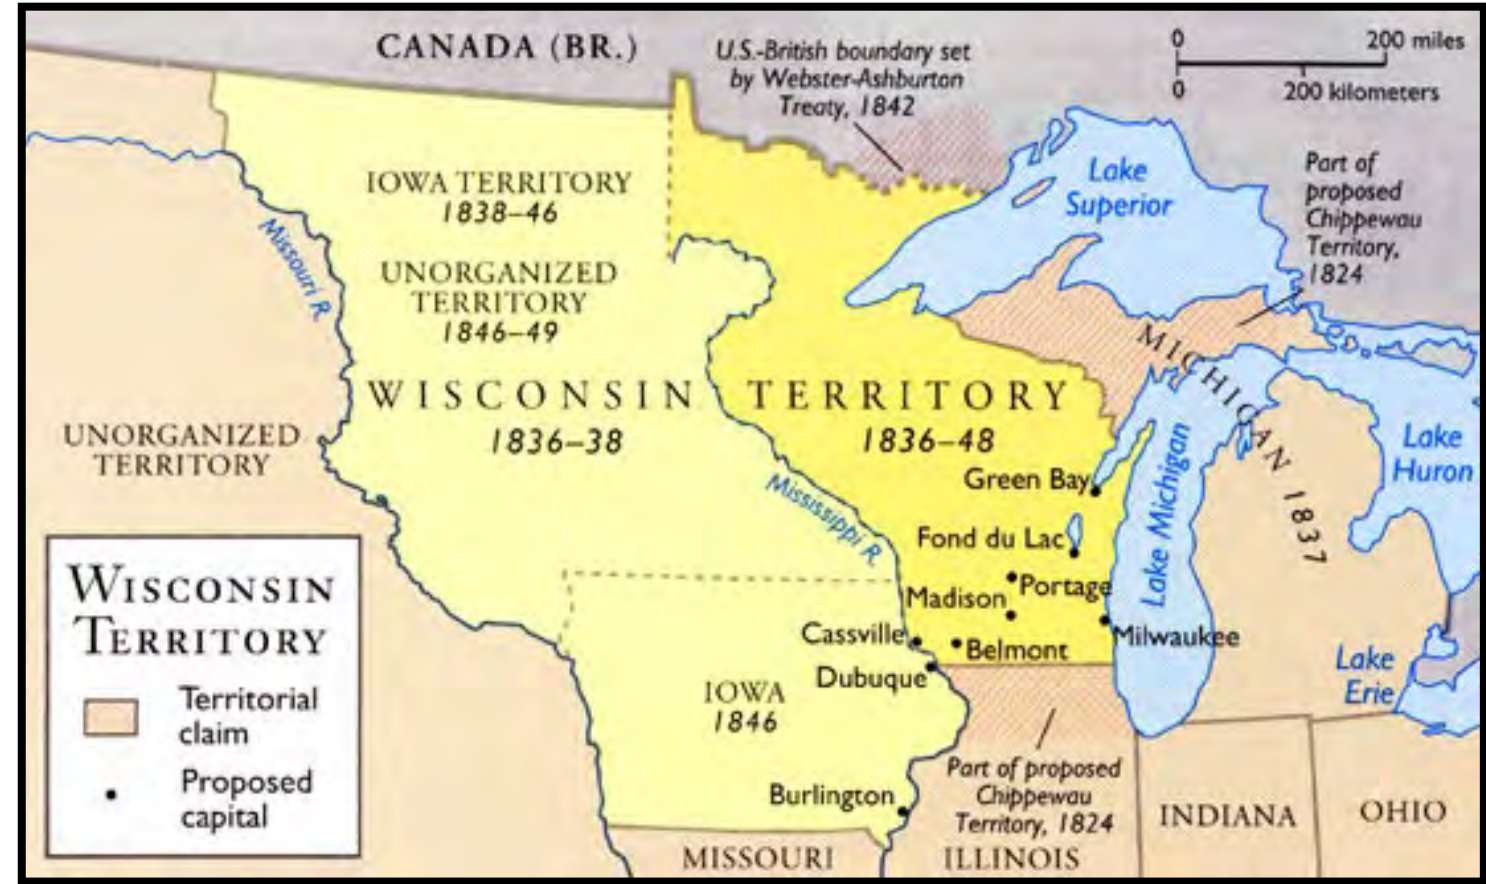 CANADA (BR.)
U.S.-British boundary set
by Webster-Ashburton
Treaty, 1842
0
200 miles
0
200 kilometers
Lake
Superior
Part of
proposed
Chippewau
Territory,
1824
IOWA TERRITORY
1838–46
UNORGANIZED
TERRITORY
1846–49
Missouri R.
MICHIGAN 1837
WISCONSIN TERRITORY
1836–38
1836–48
UNORGANIZED
TERRITORY
Lake
Huron
Green Bay
Lake Michigan
Mississippi R.
Fond du Lac
Portage
Madison
Cassville
Milwaukee
Belmont
Dubuque
Lake
Erie
IOWA
1846
Burlington
Part of proposed
Chippewau
Territory, 1824
INDIANA
OHIO
MISSOURI
ILLINOIS
WISCONSIN
TERRITORY
Territorial
claim
Proposed
capital